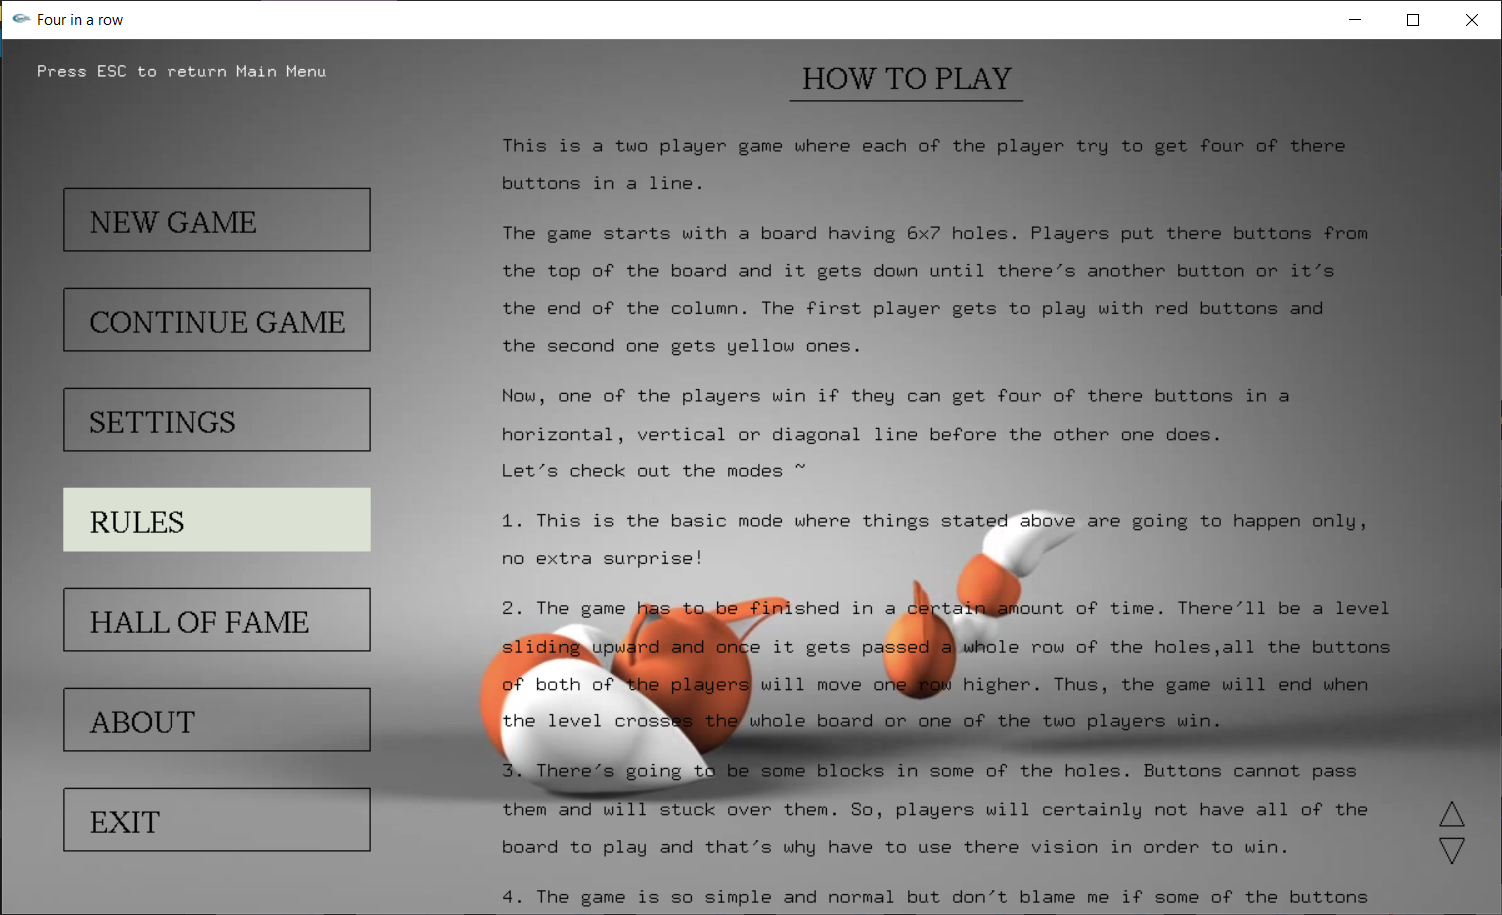 Four in a row
Press ESC to return Main Menu
NEW GAME
CONTINUE GAME
SETTINGS
RULES
HALL OF FAME
ABOUT
EXIT
HOW TO PLAY
This is a two player game where each of the player try to get four of there
buttons in a line.
The game starts with a board having 6x7 holes. Players put there buttons from
the top of the board and it gets down until there's another button or it's
the end of the column. The first player gets to play with red buttons and
the second one gets yellow ones.
Now, one of the players win if they can get four of there buttons in a
horizontal, vertical or diagonal line before the other one does.
Let's check out the modes ~
1. This is the basic mode where things stated above are going to happen only,
no extra surprise!
2. The game has to be finished in a certain amount of time. There'll be a level
sliding upward and once it gets passed a whole row of the holes,all the buttons
of both of the players will move one row higher. Thus, the game will end when
the level crosses the whole board or one of the two players win.
3. There's going to be some blocks in some of the holes. Buttons cannot pass
them and will stuck over them. So, players will certainly not have all of the
board to play and that's why have to use there vision in order to win.
4. The game is so simple and normal but don't blame me if some of the buttons